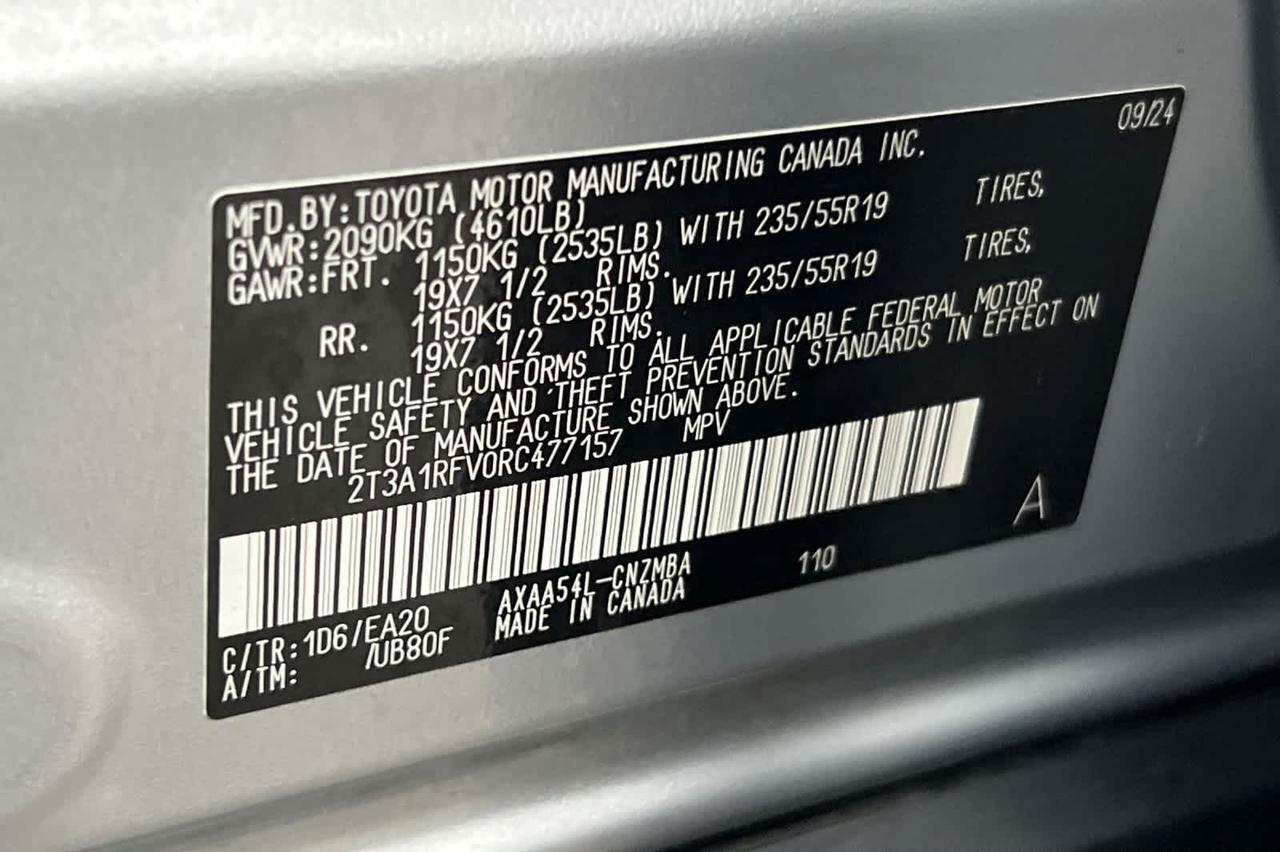 09/24
MFD.BY:TOYOTA MOTOR MANUFACTURING CANADA INC.
GVWR:2090KG (4610LB)
GAWR:FRT. 1150KG (2535LB) WITH 235/55R19 TIRES,
19X7 1/2 RIMS.
RR. 1150KG (2535LB) WITH 235/55R19 TIRES,
19X7 1/2 RIMS.
THIS VEHICLE CONFORMS TO ALL APPLICABLE FEDERAL MOTOR
VEHICLE SAFETY AND THEFT PREVENTION STANDARDS IN EFFECT ON
THE DATE OF MANUFACTURE SHOWN ABOVE.
2T3A1RFV0RC477157 MPV
A
C/TR:1D6/EA20 AXAA54L-CNZMBA 110
A/TM: /UB80F MADE IN CANADA